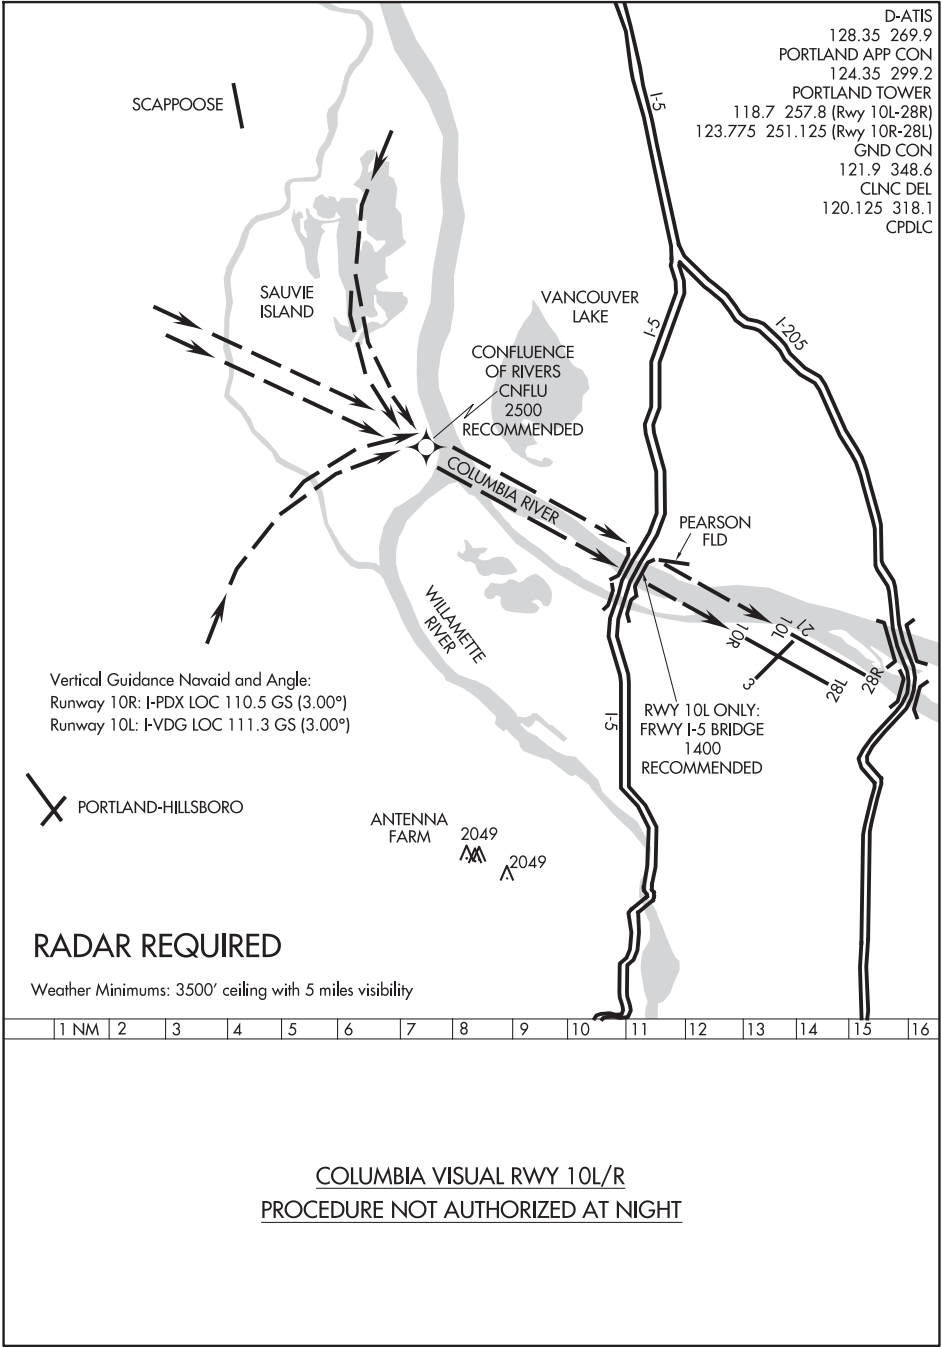 D-ATIS
128.35 269.9
PORTLAND APP CON
124.35 299.2
PORTLAND TOWER
118.7 257.8 (Rwy 10L-28R)
123.775 251.125 (Rwy 10R-28L)
GND CON
121.9 348.6
CLNC DEL
120.125 318.1
CPDLC
SCAPPOOSE
I-5
SAUVIE
ISLAND
VANCOUVER
LAKE
I-5
I-205
CONFLUENCE
OF RIVERS
CNFLU
2500
RECOMMENDED
COLUMBIA RIVER
PEARSON
FLD
WILLAMETTE
RIVER
10R
10L
21
3
28L
28R
Vertical Guidance Navaid and Angle:
Runway 10R: I-PDX LOC 110.5 GS (3.00°)
Runway 10L: I-VDG LOC 111.3 GS (3.00°)
I-5
RWY 10L ONLY:
FRWY I-5 BRIDGE
1400
RECOMMENDED
PORTLAND-HILLSBORO
ANTENNA
FARM
2049
2049
RADAR REQUIRED
Weather Minimums: 3500' ceiling with 5 miles visibility
1 NM 2 3 4 5 6 7 8 9 10 11 12 13 14 15 16
COLUMBIA VISUAL RWY 10L/R
PROCEDURE NOT AUTHORIZED AT NIGHT